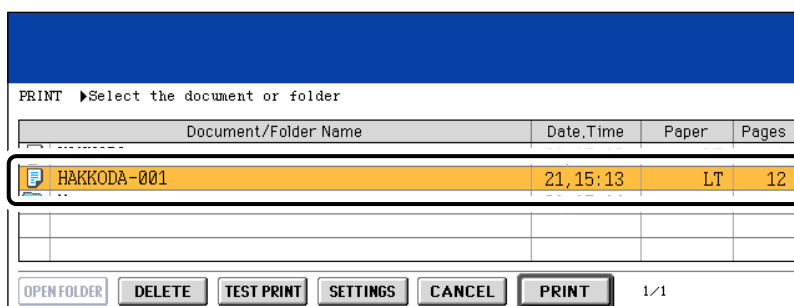 PRINT ▶Select the document or folder
Document/Folder Name Date,Time Paper Pages
HAKKODA-001 21,15:13 LT 12
OPEN FOLDER DELETE TEST PRINT SETTINGS CANCEL PRINT 1/1